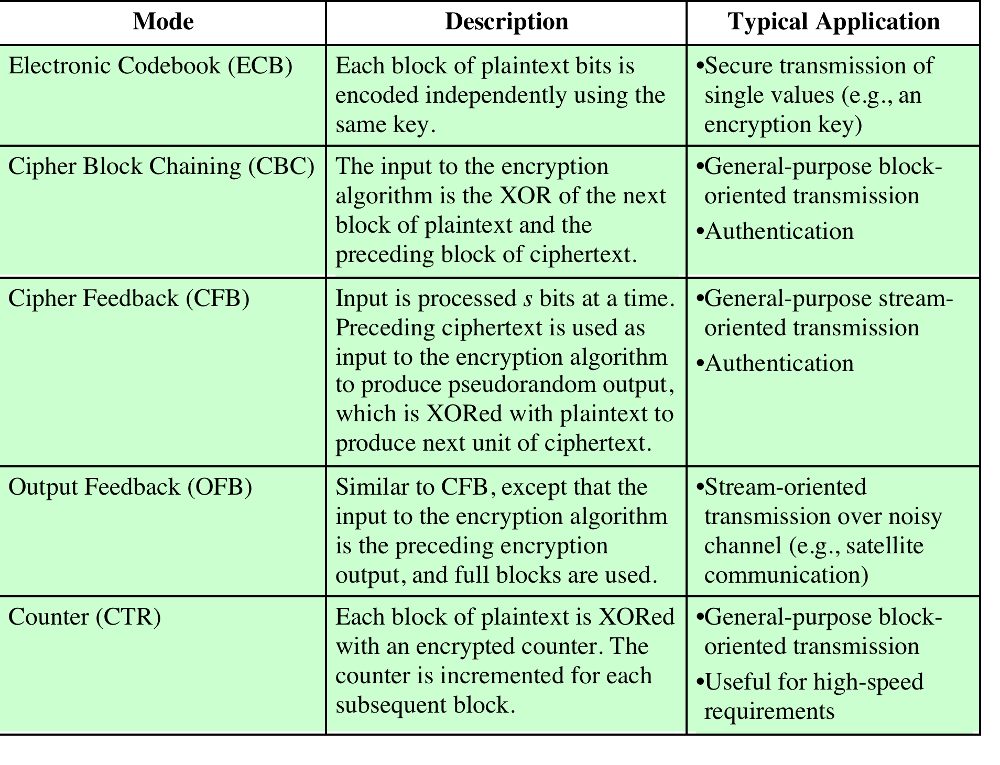 Mode
Description
Typical Application
Electronic Codebook (ECB)
Each block of plaintext bits is
encoded independently using the
same key.
•Secure transmission of
single values (e.g., an
encryption key)
Cipher Block Chaining (CBC)
The input to the encryption
algorithm is the XOR of the next
block of plaintext and the
preceding block of ciphertext.
•General-purpose block-
oriented transmission
•Authentication
Cipher Feedback (CFB)
Input is processed s bits at a time.
Preceding ciphertext is used as
input to the encryption algorithm
to produce pseudorandom output,
which is XORed with plaintext to
produce next unit of ciphertext.
•General-purpose stream-
oriented transmission
•Authentication
Output Feedback (OFB)
Similar to CFB, except that the
input to the encryption algorithm
is the preceding encryption
output, and full blocks are used.
•Stream-oriented
transmission over noisy
channel (e.g., satellite
communication)
Counter (CTR)
Each block of plaintext is XORed
with an encrypted counter. The
counter is incremented for each
subsequent block.
•General-purpose block-
oriented transmission
•Useful for high-speed
requirements